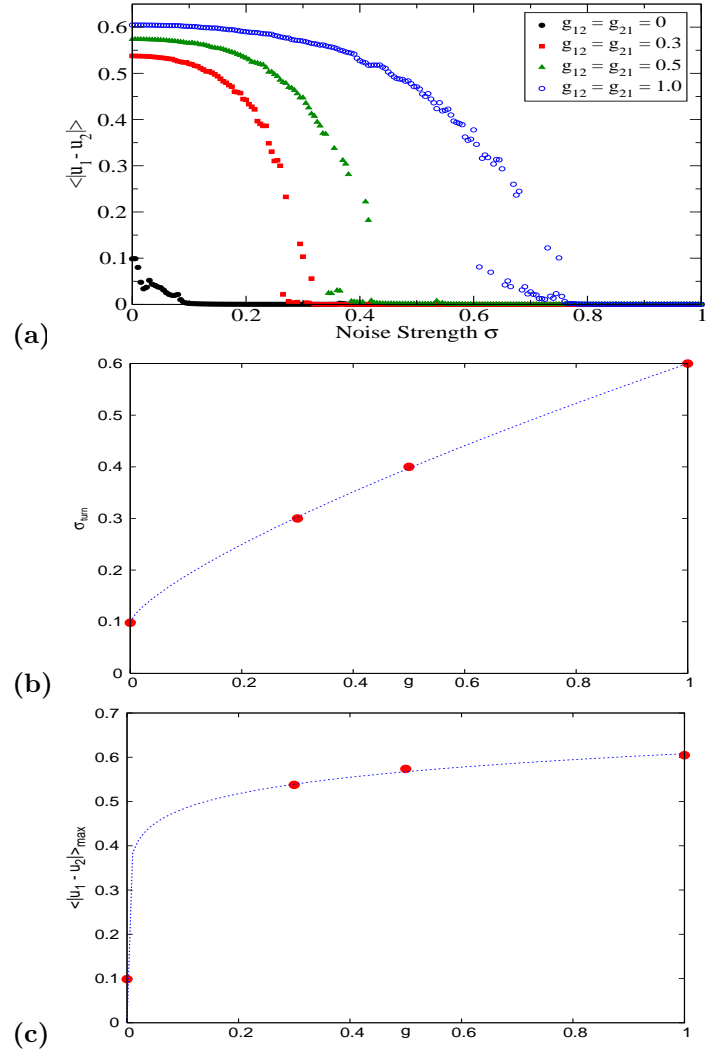 0.6
0.5
0.4
0.3
0.2
0.1
0
<|u₁ - u₂|>
g₁₂ = g₂₁ = 0
g₁₂ = g₂₁ = 0.3
g₁₂ = g₂₁ = 0.5
g₁₂ = g₂₁ = 1.0
0 0.2 0.4 0.6 0.8 1
Noise Strength σ
(a)
0.6
0.5
0.4
0.3
0.2
0.1
0
σturn
0 0.2 0.4 g 0.6 0.8 1
(b)
0.7
0.6
0.5
0.4
0.3
0.2
0.1
0
<|u₁ - u₂|>max
0 0.2 0.4 g 0.6 0.8 1
(c)